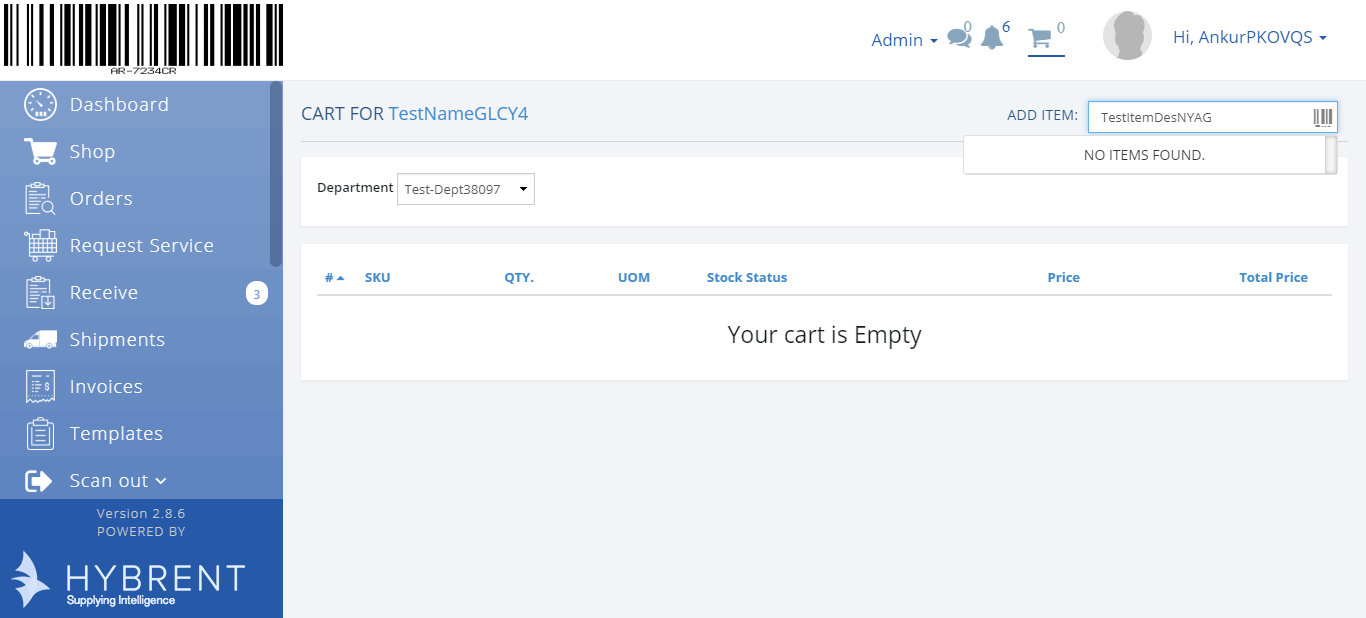 AR-7234CR
Admin
0
6
0
Hi, AnkurPKOVQS
Dashboard
Shop
Orders
Request Service
Receive
3
Shipments
Invoices
Templates
Scan out
Version 2.8.6
POWERED BY
HYBRENT
Supplying Intelligence
CART FOR TestNameGLCY4
ADD ITEM: TestItemDesNYAG
NO ITEMS FOUND.
Department Test-Dept38097
# SKU QTY. UOM Stock Status Price Total Price
Your cart is Empty